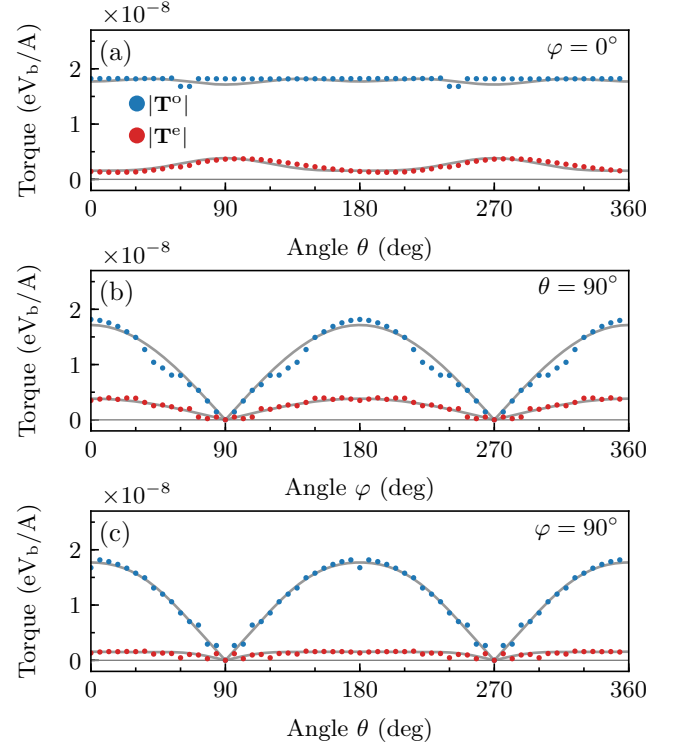 ×10⁻⁸
Torque (eV_b/A)
2
1
0
(a)
φ = 0°
|T^o|
|T^e|
0 90 180 270 360
Angle θ (deg)
×10⁻⁸
Torque (eV_b/A)
2
1
0
(b)
θ = 90°
0 90 180 270 360
Angle φ (deg)
×10⁻⁸
Torque (eV_b/A)
2
1
0
(c)
φ = 90°
0 90 180 270 360
Angle θ (deg)